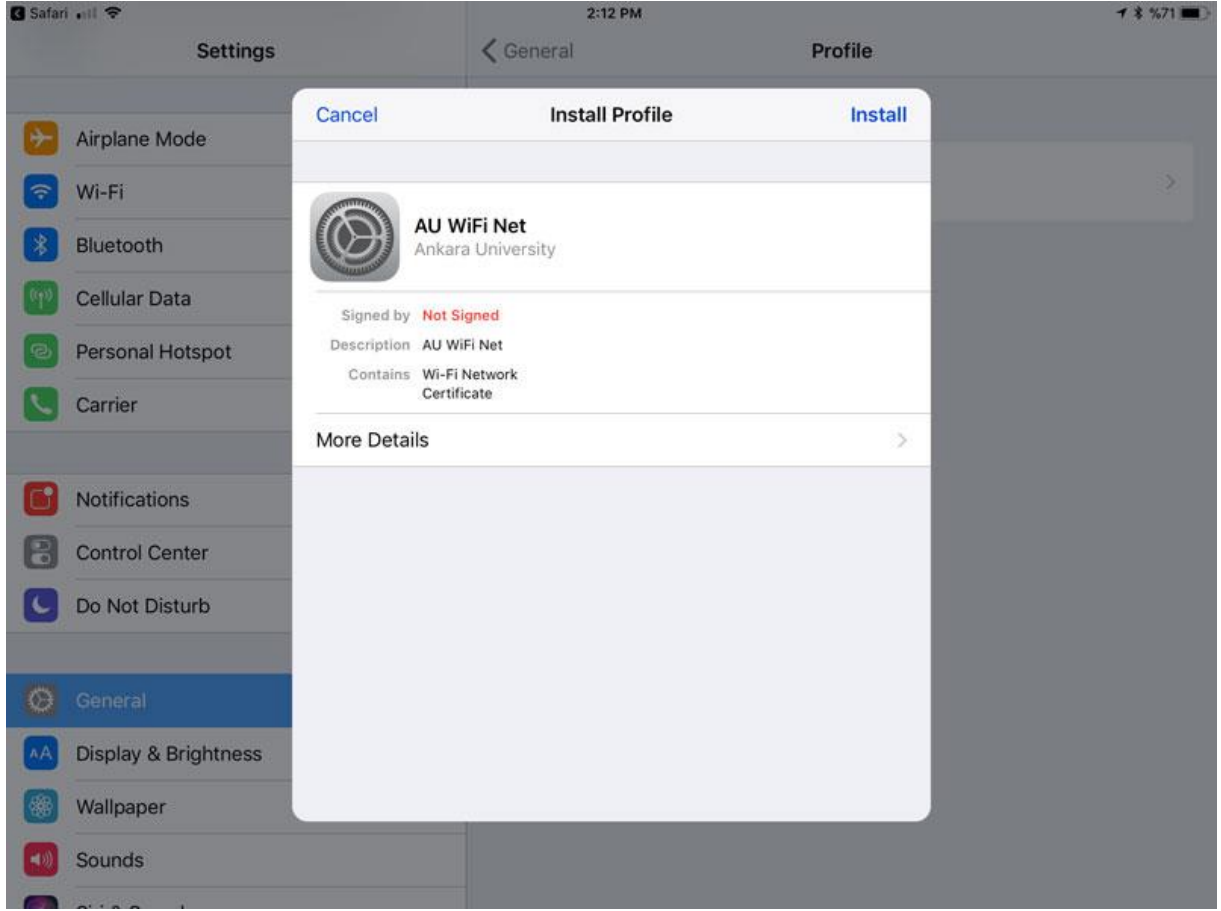 Safari
2:12 PM
%71
Settings
General
Profile
Cancel
Install Profile
Install
Airplane Mode
Wi-Fi
Bluetooth
Cellular Data
Personal Hotspot
Carrier
Notifications
Control Center
Do Not Disturb
General
AA Display & Brightness
Wallpaper
Sounds
AU WiFi Net
Ankara University
Signed by Not Signed
Description AU WiFi Net
Contains Wi-Fi Network
Certificate
More Details